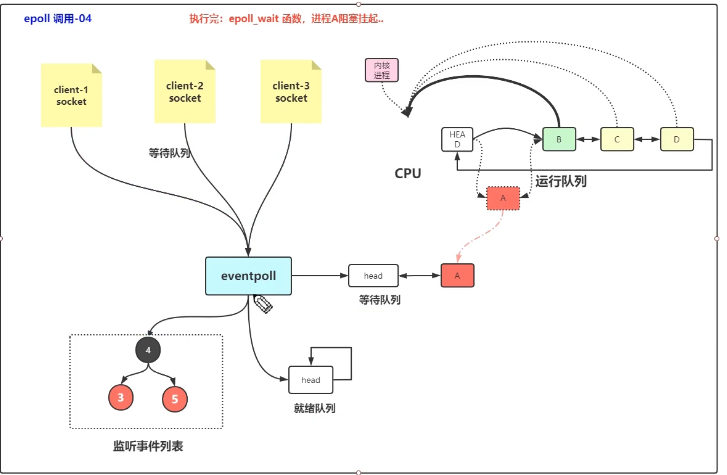 epoll 调用-04
执行完：epoll_wait 函数，进程A阻塞挂起..
client-1
socket
client-2
socket
client-3
socket
内核
进程
等待队列
HEA
D
B
C
D
CPU
运行队列
A
eventpoll
head
A
等待队列
4
3
5
head
就绪队列
监听事件列表